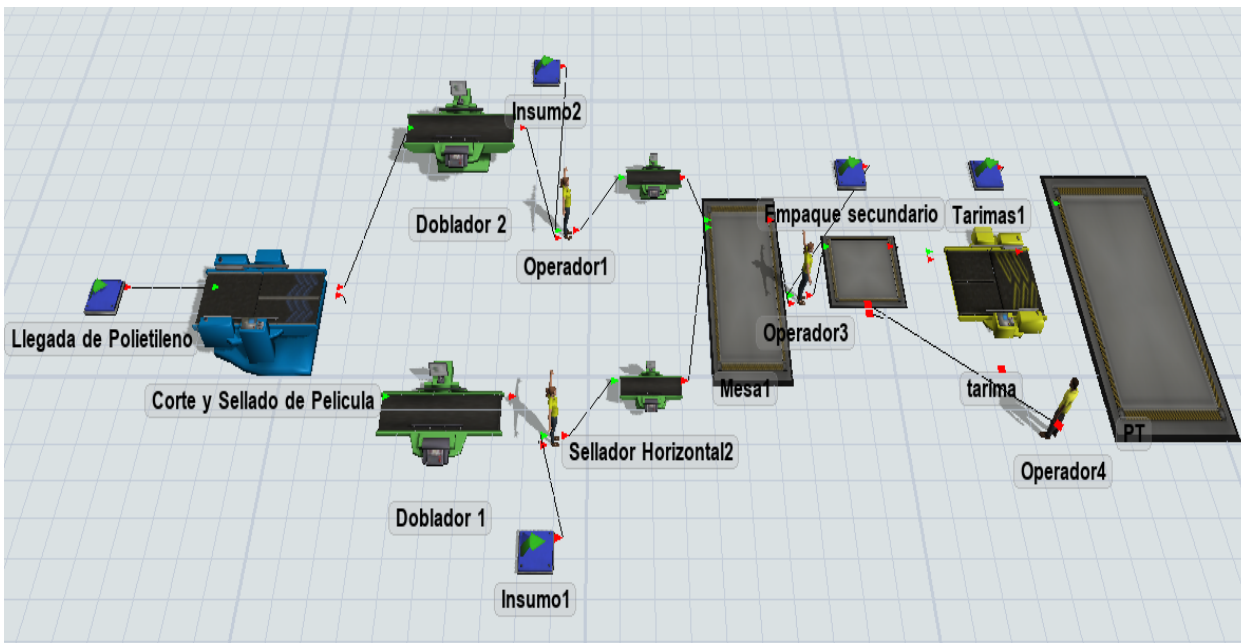 Insumo2
Doblador 2
Empaque secundario
Tarimas1
Operador1
Llegada de Polietileno
Operador3
Corte y Sellado de Pelicula
Mesa1
tarima
PT
Sellador Horizontal2
Operador4
Doblador 1
Insumo1